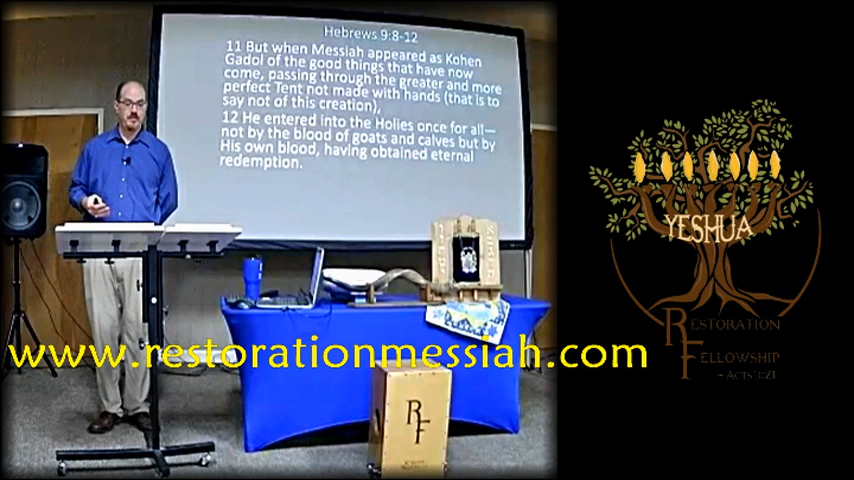 Hebrews 9:8-12
11 But when Messiah appeared as Kohen
Gadol of the good things that have now
come, passing through the greater and more
perfect Tent not made with hands (that is to
say not of this creation),
12 He entered into the Holies once for all—
not by the blood of goats and calves but by
His own blood, having obtained eternal
redemption.
YESHUA
RESTORATION
FELLOWSHIP
www.restorationmessiah.com
RF